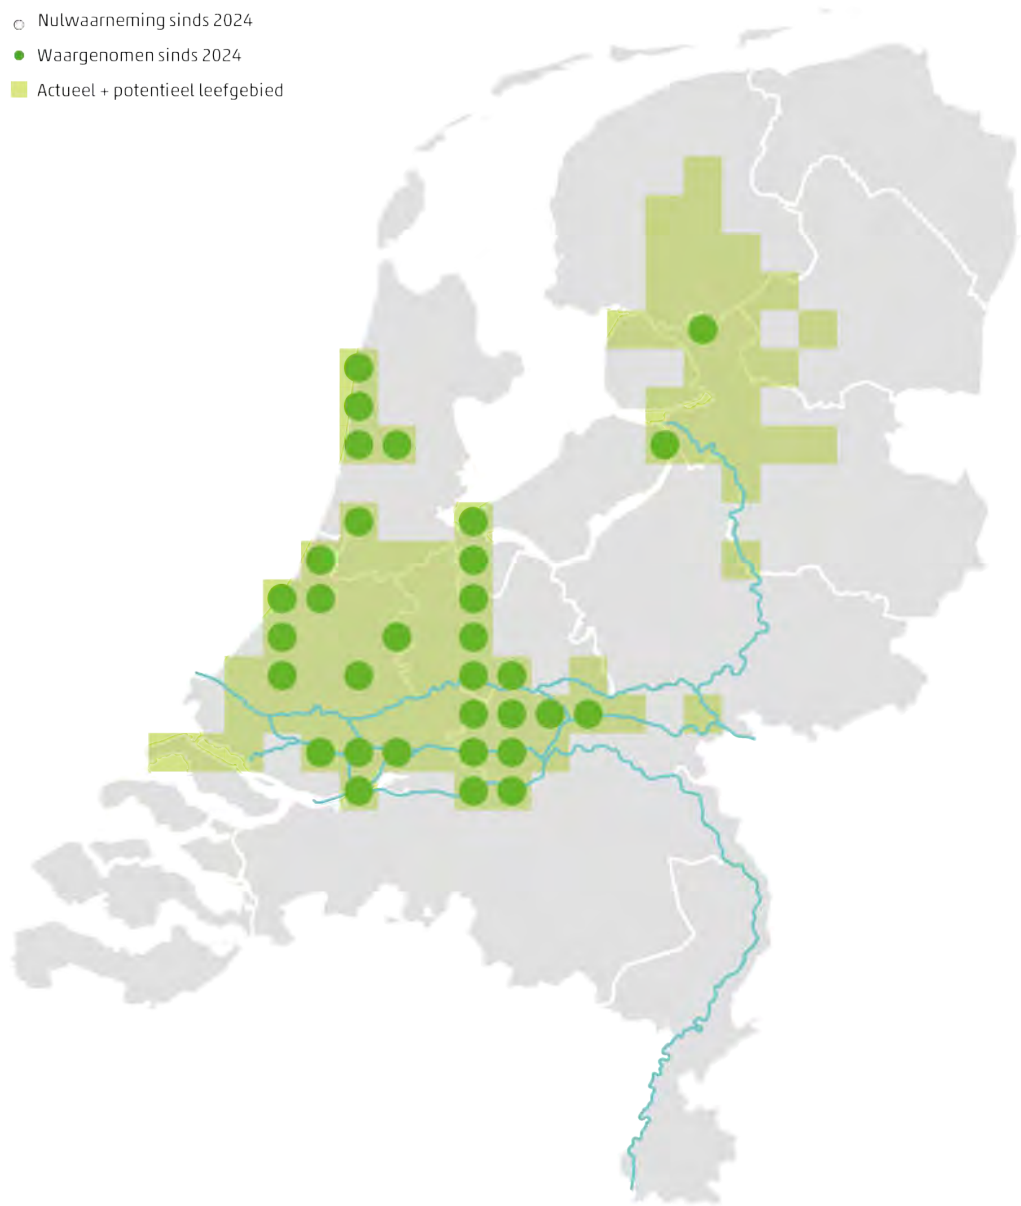 Nulwaarneming sinds 2024
Waargenomen sinds 2024
Actueel + potentieel leefgebied